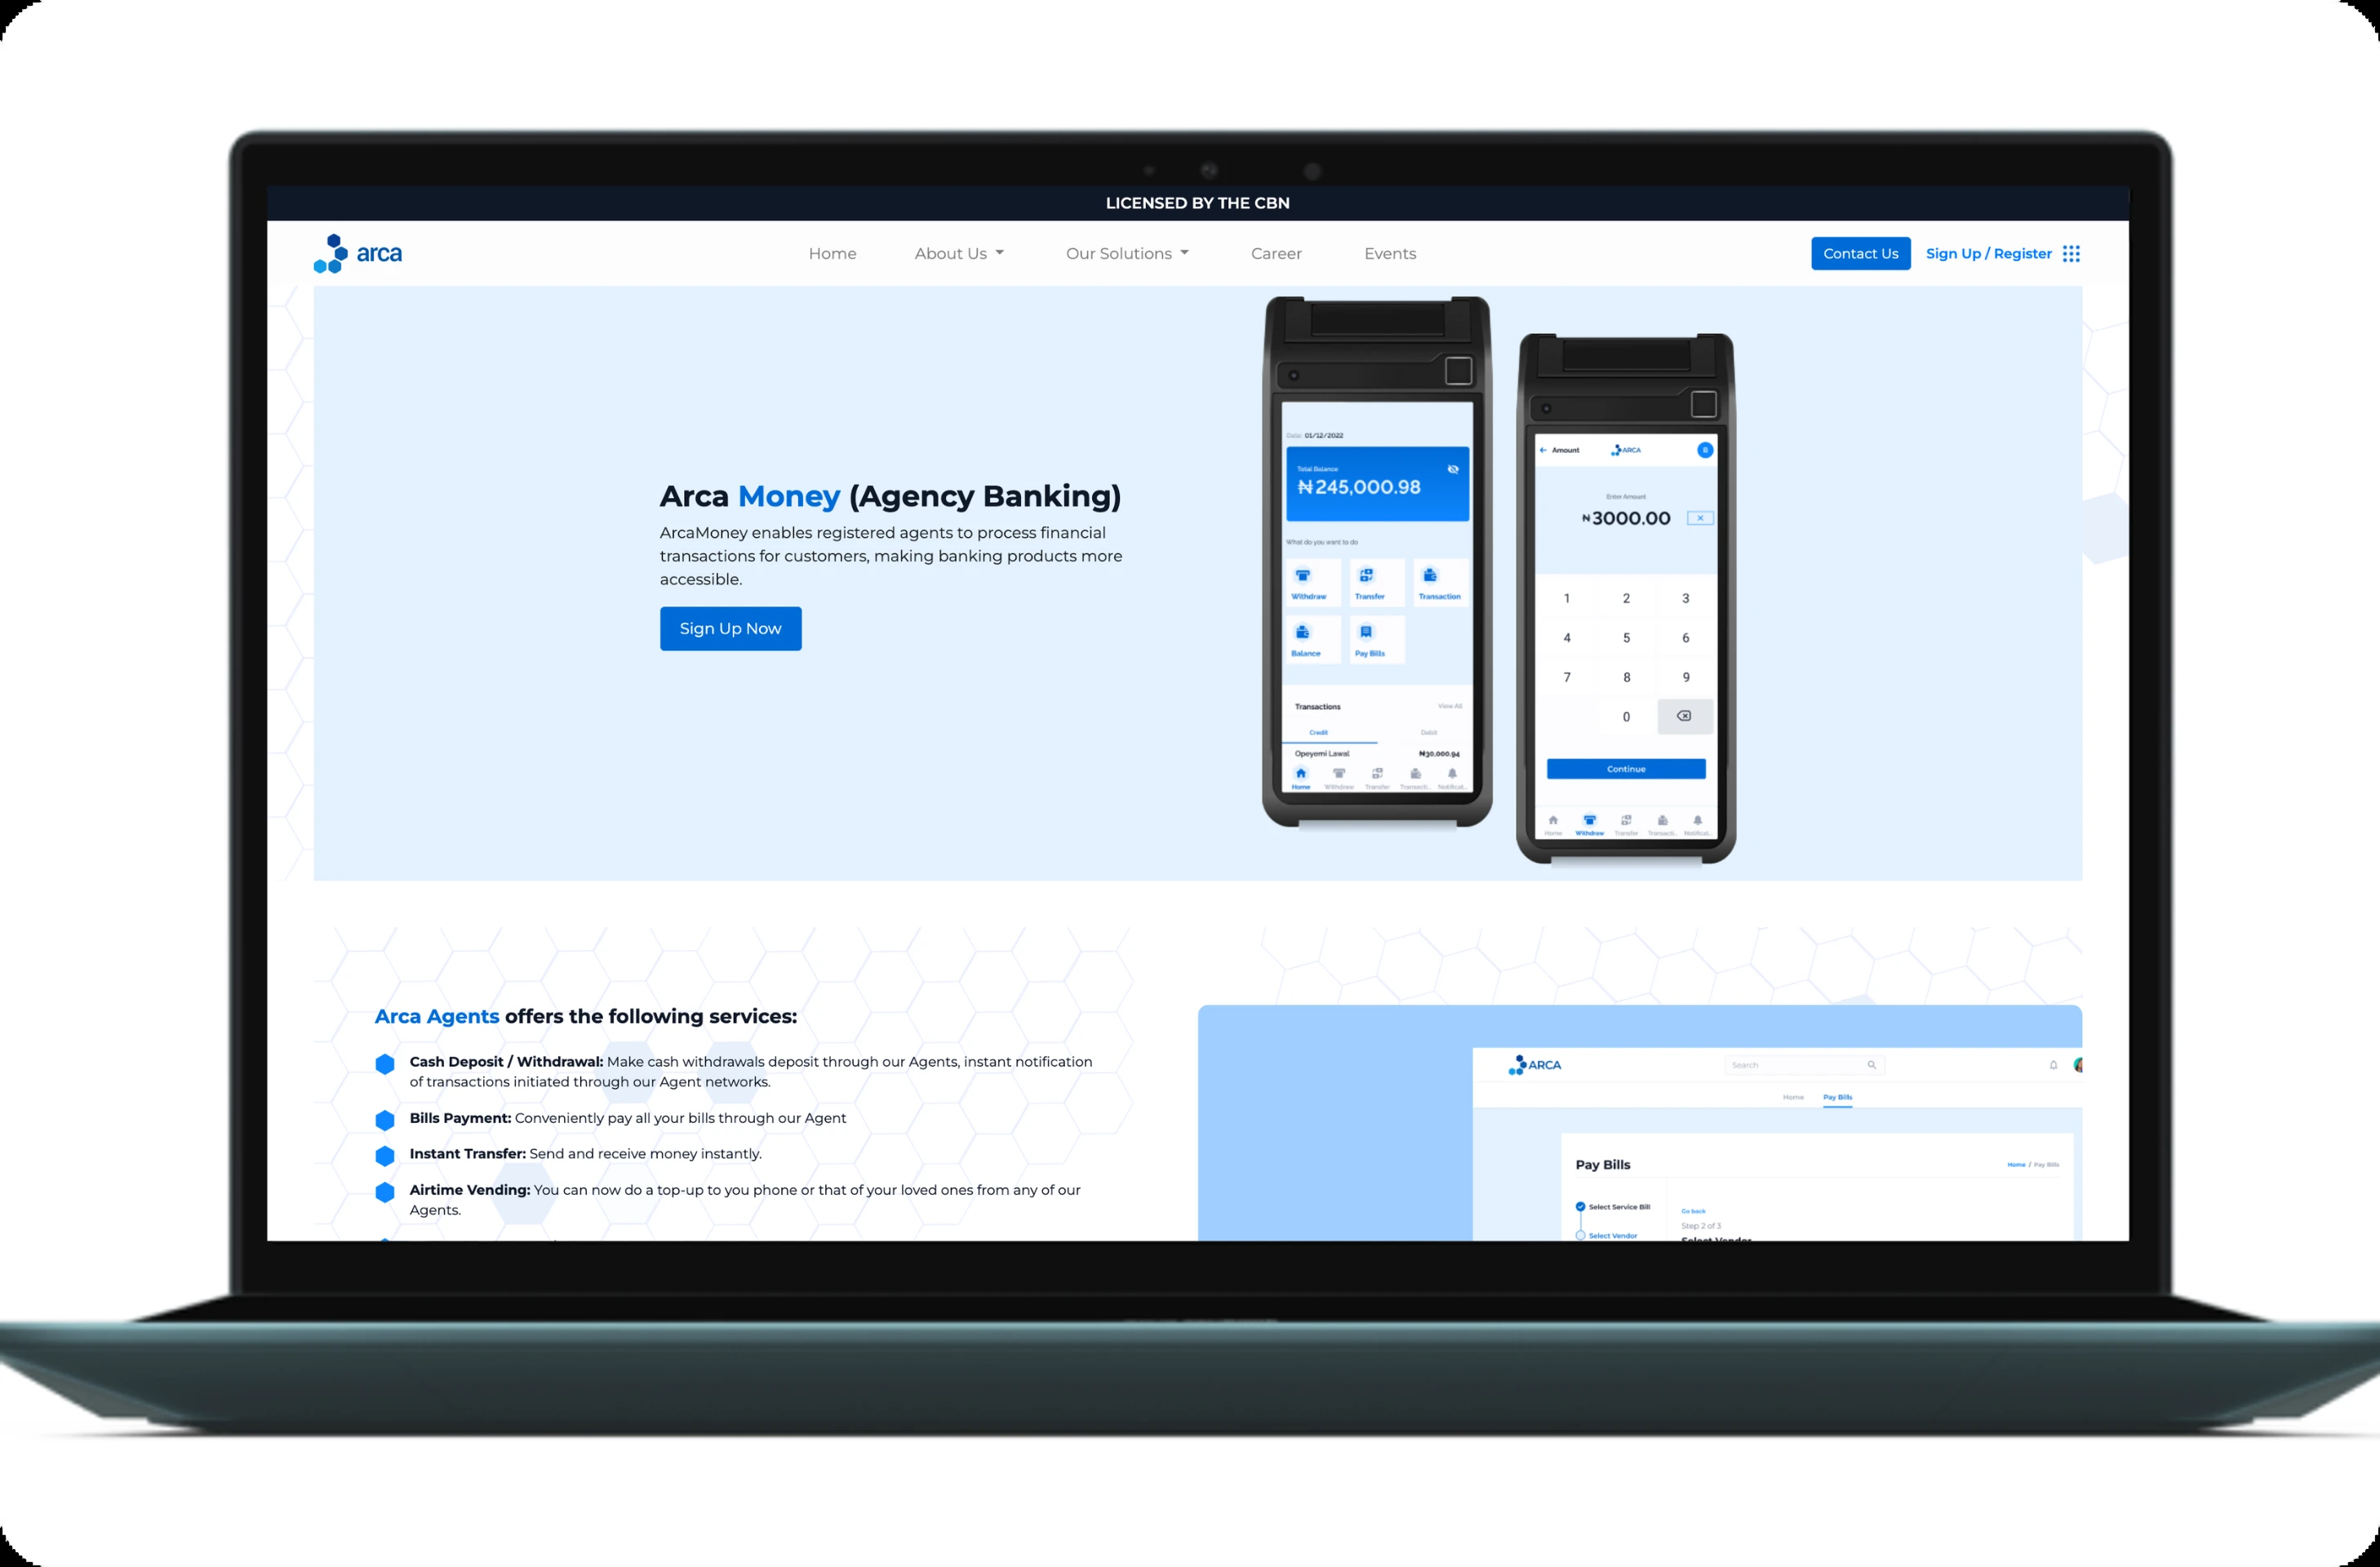 LICENSED BY THE CBN
arca
Home
About Us
Our Solutions
Career
Events
Contact Us
Sign Up / Register
Arca Money (Agency Banking)
ArcaMoney enables registered agents to process financial
transactions for customers, making banking products more
accessible.
Sign Up Now
Date: 01/12/2022
Total Balance
₦245,000.98
What do you want to do
Withdraw
Transfer
Transaction
Balance
Pay Bills
Transactions
View All
Credit
Debit
Opeyemi Lawal
₦30,000.94
Home
Withdraw
Transfer
Transacti...
Notificat...
Amount
ARCA
B
Enter Amount
₦3000.00
1 2 3
4 5 6
7 8 9
0
Continue
Home
Withdraw
Transfer
Transacti...
Notificat...
Arca Agents offers the following services:
Cash Deposit / Withdrawal: Make cash withdrawals deposit through our Agents, instant notification
of transactions initiated through our Agent networks.
Bills Payment: Conveniently pay all your bills through our Agent
Instant Transfer: Send and receive money instantly.
Airtime Vending: You can now do a top-up to you phone or that of your loved ones from any of our
Agents.
ARCA
Search
Home
Pay Bills
Pay Bills
Home / Pay Bills
Select Service Bill
Select Vendor
Go back
Step 2 of 3
Select Vendor